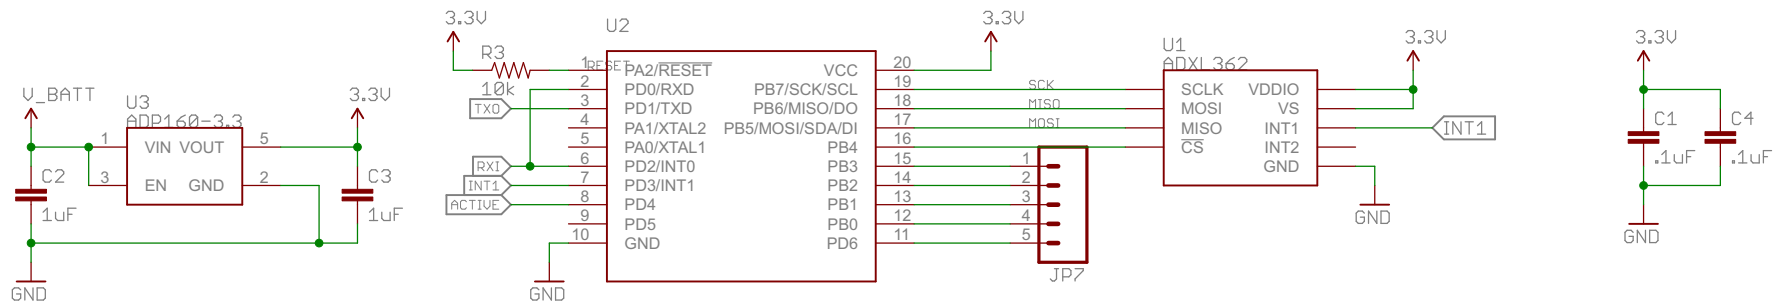 V_BATT
U3
ADP160-3.3
3.3V
1 VIN VOUT 5
3 EN GND 2
C2
1uF
C3
1uF
GND
3.3V
R3
10k
U2
3.3V
RESET
1 PA2/RESET VCC 20
2 PD0/RXD PB7/SCK/SCL 19
TXO 3 PD1/TXD PB6/MISO/DO 18
4 PA1/XTAL2 PB5/MOSI/SDA/DI 17
5 PA0/XTAL1 PB4 16
RXI 6 PD2/INT0 PB3 15
INT1 7 PD3/INT1 PB2 14
ACTIVE 8 PD4 PB1 13
9 PD5 PB0 12
10 GND PD6 11
GND
SCK
MISO
MOSI
1
2
3
4
5
JP7
U1
ADXL362
3.3V
SCLK VDDIO
MOSI VS
MISO INT1
CS INT2
GND
INT1
GND
3.3V
C1
.1uF
C4
.1uF
GND